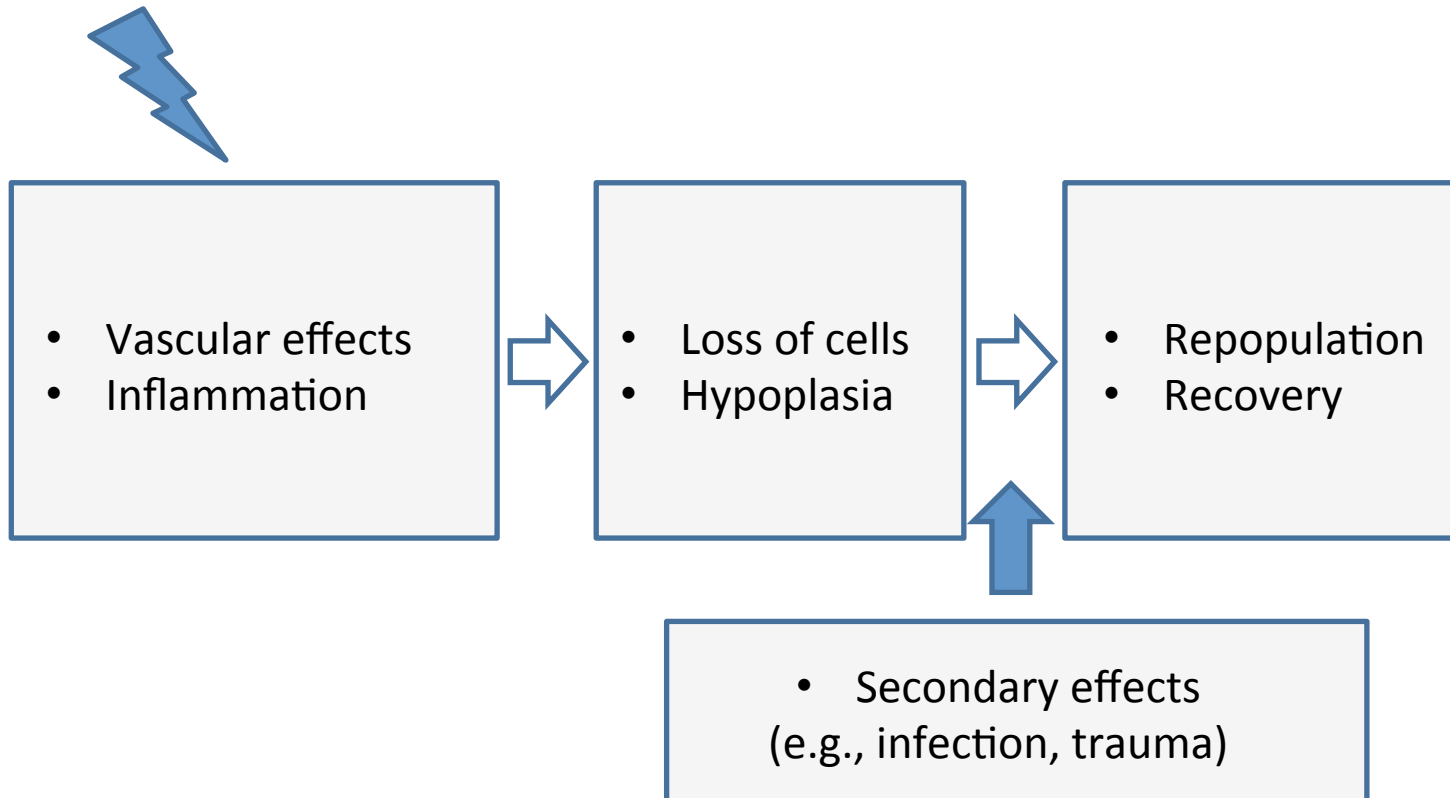 • Vascular effects
• Inflammation
• Loss of cells
• Hypoplasia
• Repopulation
• Recovery
• Secondary effects
(e.g., infection, trauma)